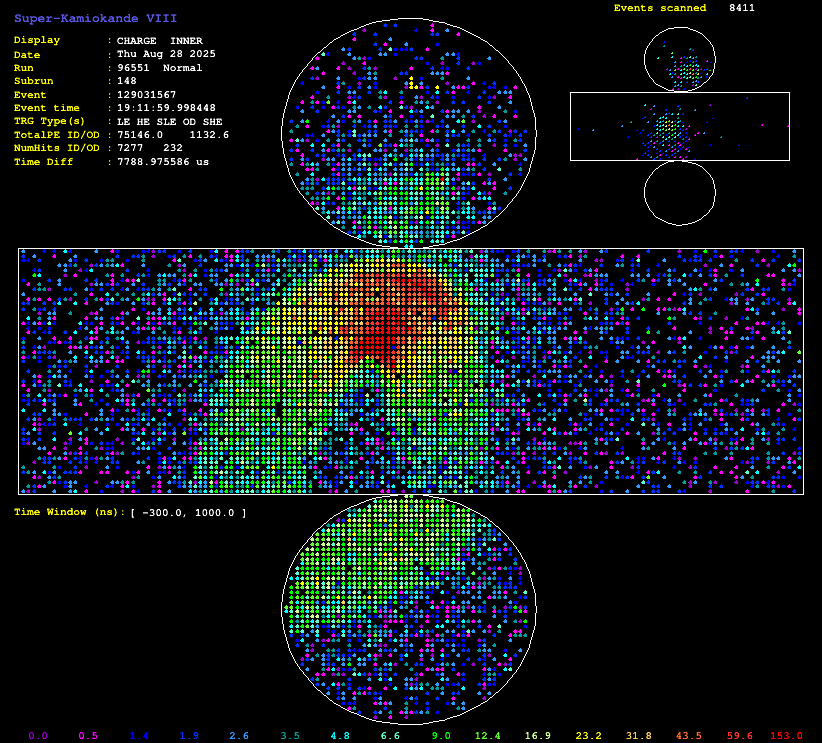 Super-Kamiokande VIII
Events scanned 8411
Display : CHARGE INNER
Date : Thu Aug 28 2025
Run : 96551 Normal
Subrun : 148
Event : 129031567
Event time : 19:11:59.998448
TRG Type(s) : LE HE SLE OD SHE
TotalPE ID/OD : 75146.0 1132.6
NumHits ID/OD : 7277 232
Time Diff : 7788.975586 us
Time Window (ns): [ -300.0, 1000.0 ]
0.0 0.5 1.4 1.9 2.6 3.5 4.8 6.6 9.0 12.4 16.9 23.2 31.8 43.5 59.6 153.0